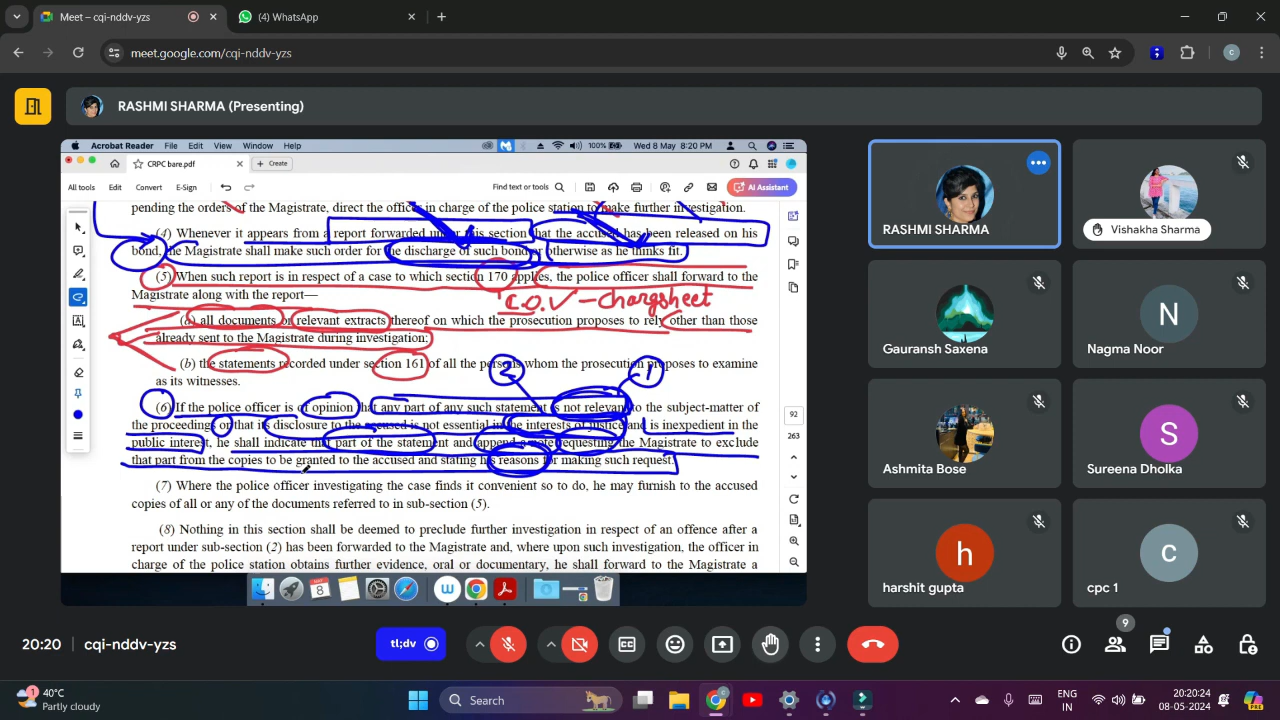 Meet – cqi-nddv-yzs
(4) WhatsApp
meet.google.com/cqi-nddv-yzs
c
RASHMI SHARMA (Presenting)
Acrobat Reader File Edit View Window Help
100% Wed 8 May 8:20 PM
CRPC bare.pdf
+ Create
All tools Edit Convert E-Sign
Find text or tools
AI Assistant
pending the orders of the Magistrate, direct the officer in charge of the police station to make further investigation.
(4) Whenever it appears from a report forwarded under this section that the accused has been released on his
bond, the Magistrate shall make such order for the discharge of such bond or otherwise as he thinks fit.
(5) When such report is in respect of a case to which section 170 applies, the police officer shall forward to the
Magistrate along with the report—
C.O.V – chargsheet
(a) all documents or relevant extracts thereof on which the prosecution proposes to rely other than those
already sent to the Magistrate during investigation;
(b) the statements recorded under section 161 of all the persons whom the prosecution proposes to examine
as its witnesses.
2
1
(6) If the police officer is of opinion that any part of any such statement is not relevant to the subject-matter of
the proceedings or that its disclosure to the accused is not essential in the interests of justice and is inexpedient in the
public interest, he shall indicate that part of the statement and append a note requesting the Magistrate to exclude
that part from the copies to be granted to the accused and stating his reasons for making such request.
(7) Where the police officer investigating the case finds it convenient so to do, he may furnish to the accused
copies of all or any of the documents referred to in sub-section (5).
(8) Nothing in this section shall be deemed to preclude further investigation in respect of an offence after a
report under sub-section (2) has been forwarded to the Magistrate and, where upon such investigation, the officer in
charge of the police station obtains further evidence, oral or documentary, he shall forward to the Magistrate a
92
263
MAY
8
RASHMI SHARMA
Vishakha Sharma
Gauransh Saxena
N
Nagma Noor
Ashmita Bose
S
Sureena Dholka
h
harshit gupta
c
cpc 1
20:20
cqi-nddv-yzs
tl;dv
9
1
40°C
Partly cloudy
Search
ENG
IN
20:20:24
08-05-2024